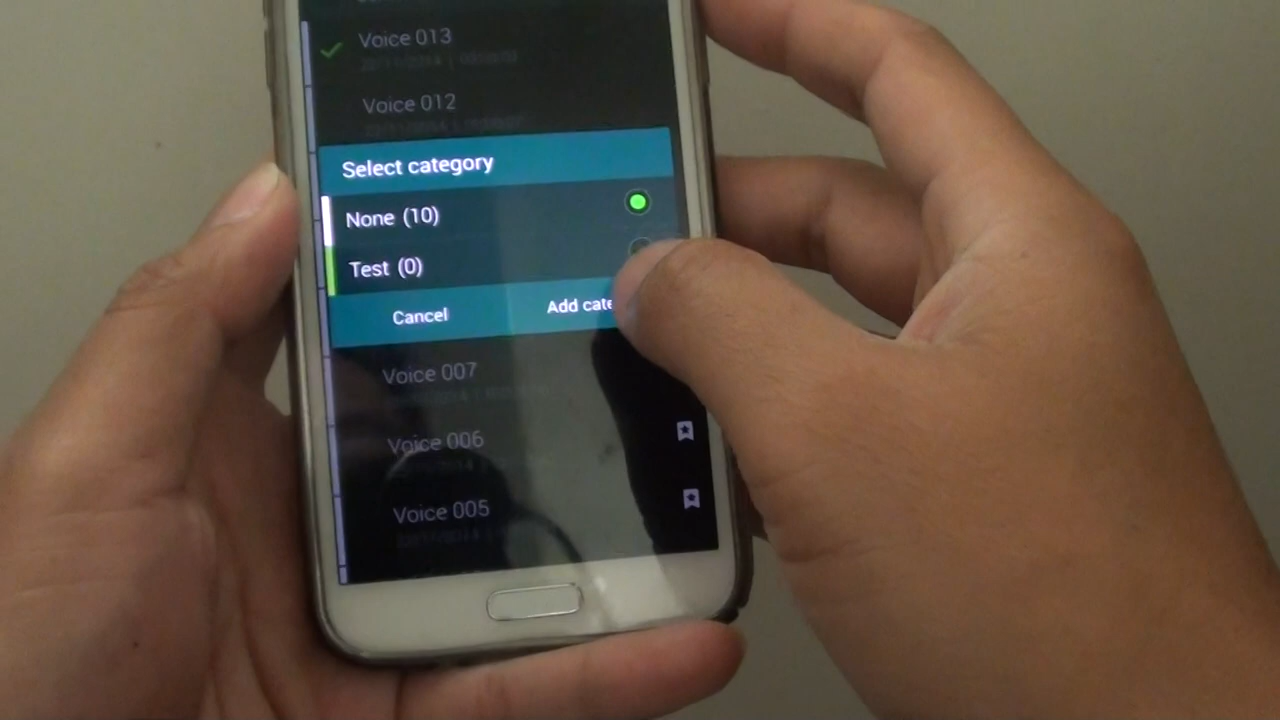 Voice 013
Voice 012
Select category
None (10)
Test (0)
Cancel
Add cate
Voice 007
Voice 006
Voice 005